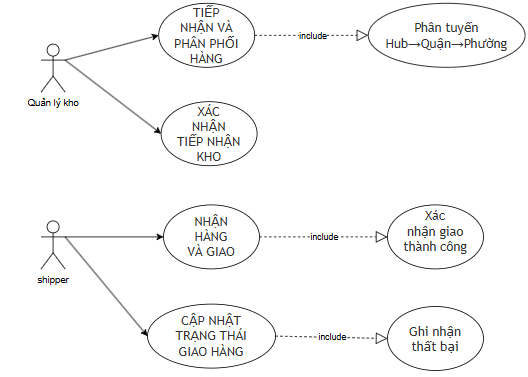 TIẾP
NHẬN VÀ
PHÂN PHỐI
HÀNG
include
Phân tuyến
Hub→Quận→Phường
Quản lý kho
XÁC
NHẬN
TIẾP NHẬN
KHO
NHẬN
HÀNG
VÀ GIAO
include
Xác
nhận giao
thành công
shipper
CẬP NHẬT
TRẠNG THÁI
GIAO HÀNG
include
Ghi nhận
thất bại